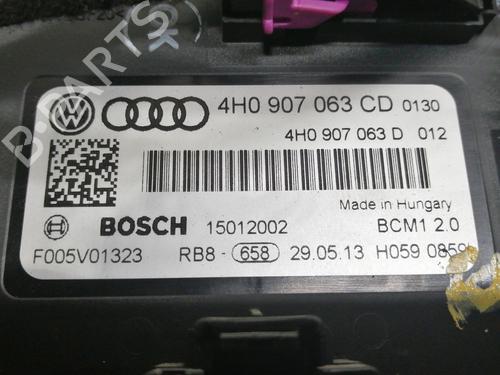 4H0 907 063 CD 0130
4H0 907 063 D 012
Made in Hungary
BOSCH 15012002 BCM1 2.0
F005V01323 RB8- 658 29.05.13 H059 0859
B-PARTS